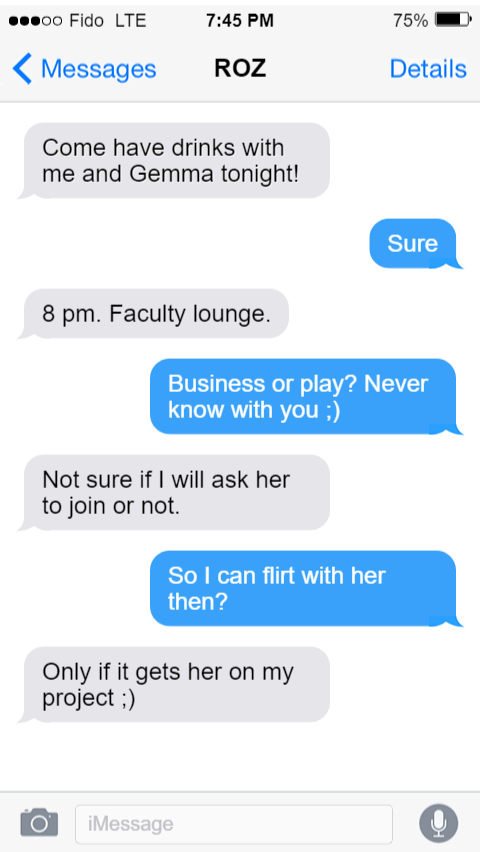 Fido LTE 7:45 PM 75%
Messages ROZ Details
Come have drinks with
me and Gemma tonight!
Sure
8 pm. Faculty lounge.
Business or play? Never
know with you ;)
Not sure if I will ask her
to join or not.
So I can flirt with her
then?
Only if it gets her on my
project ;)
iMessage